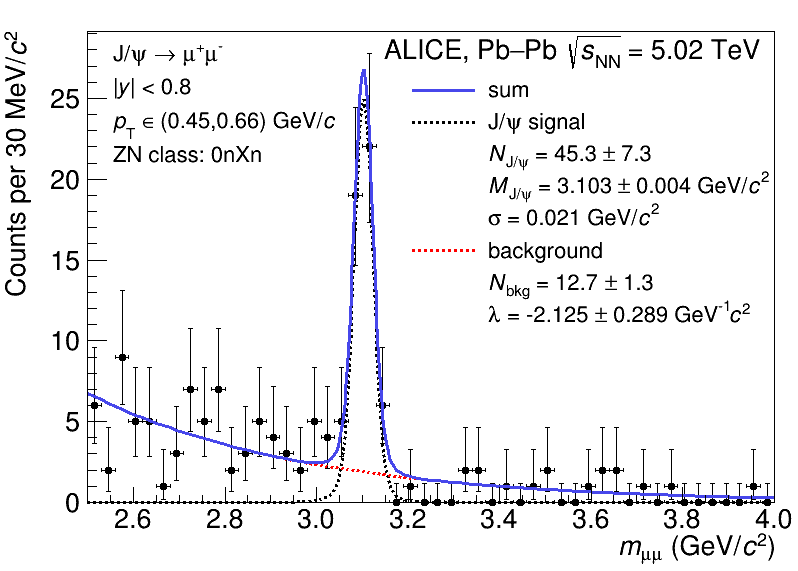 ALICE, Pb–Pb √s_NN = 5.02 TeV
J/ψ → μ⁺μ⁻
|y| < 0.8
p_T ∈ (0.45,0.66) GeV/c
ZN class: 0nXn
sum
J/ψ signal
N_J/ψ = 45.3 ± 7.3
M_J/ψ = 3.103 ± 0.004 GeV/c²
σ = 0.021 GeV/c²
background
N_bkg = 12.7 ± 1.3
λ = -2.125 ± 0.289 GeV⁻¹c²
Counts per 30 MeV/c²
25
20
15
10
5
0
2.6 2.8 3.0 3.2 3.4 3.6 3.8 4.0
m_μμ (GeV/c²)